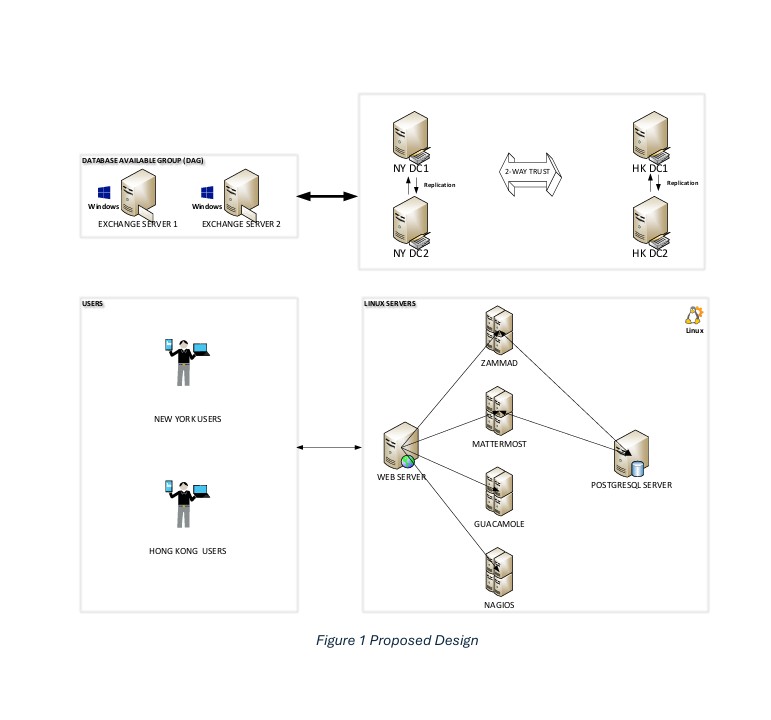 DATABASE AVAILABLE GROUP (DAG)
Windows
EXCHANGE SERVER 1
Windows
EXCHANGE SERVER 2
NY DC1
Replication
NY DC2
2-WAY TRUST
HK DC1
Replication
HK DC2
USERS
NEW YORK USERS
HONG KONG USERS
LINUX SERVERS
Linux
ZAMMAD
MATTERMOST
WEB SERVER
POSTGRESQL SERVER
GUACAMOLE
NAGIOS
Figure 1 Proposed Design